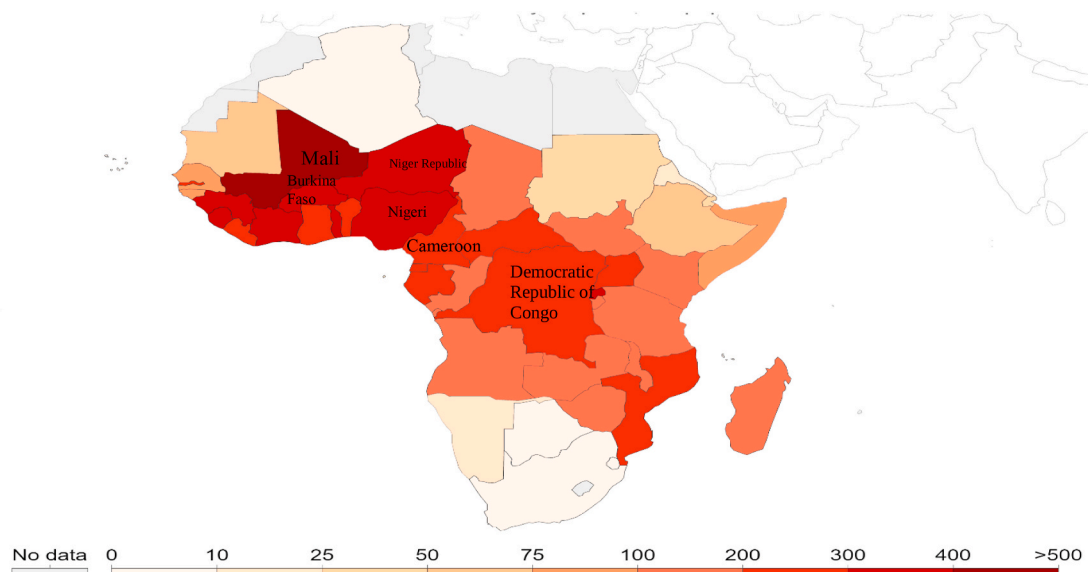 Mali
Niger Republic
Burkina
Faso
Nigeri
Cameroon
Democratic
Republic of
Congo
No data 0 10 25 50 75 100 200 300 400 >500